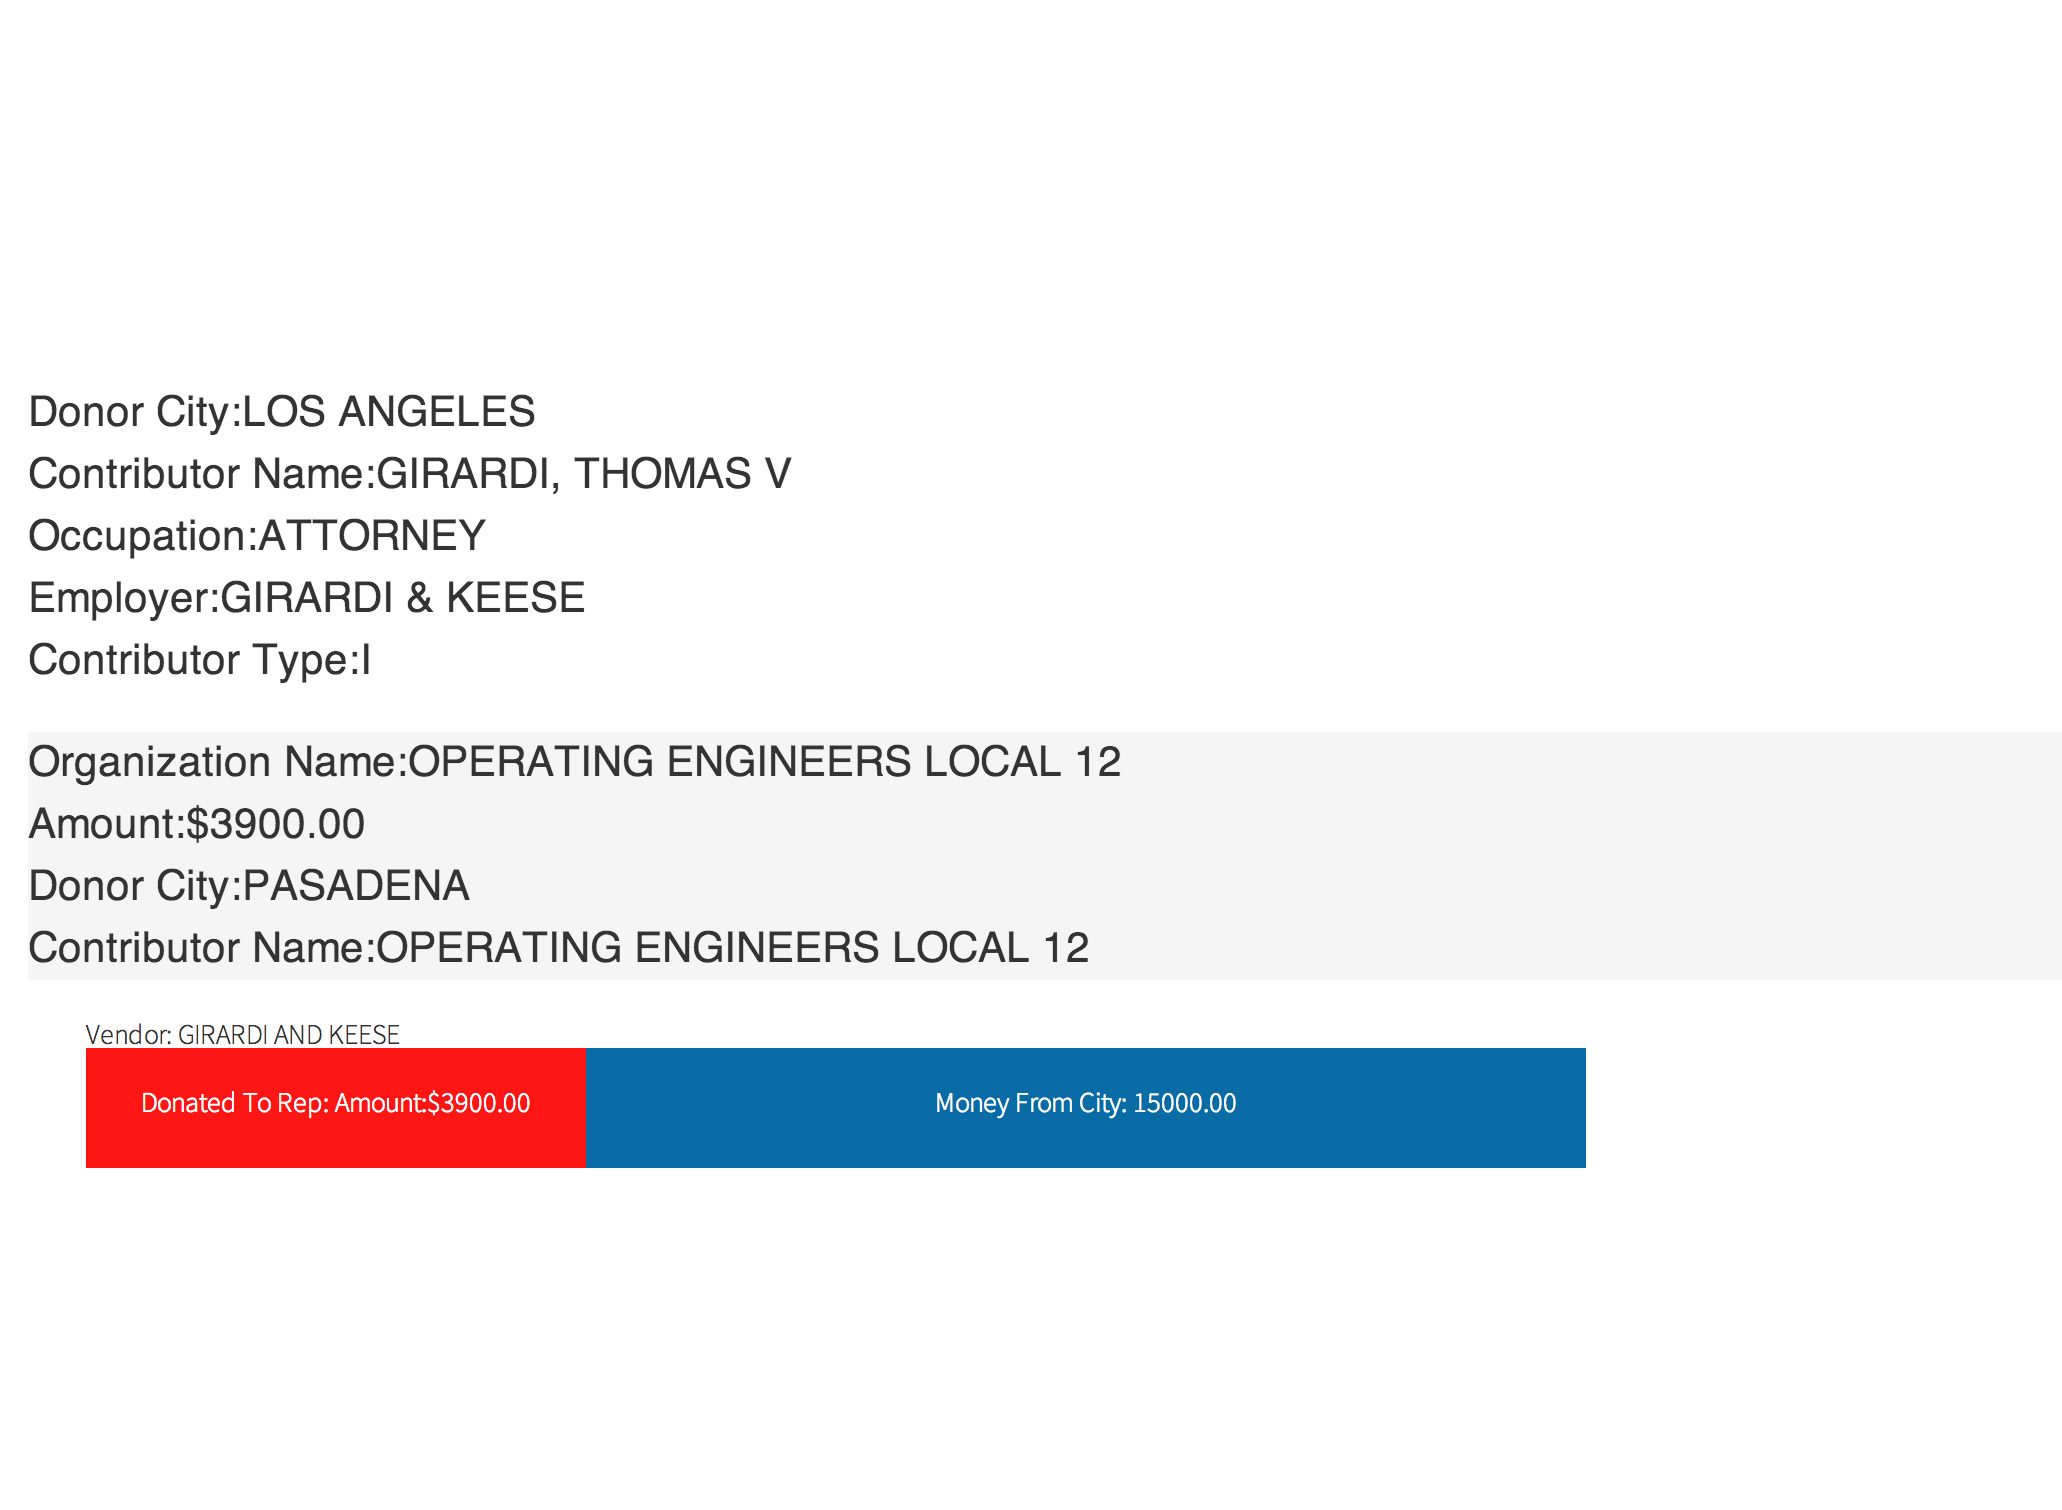 Donor City:LOS ANGELES
Contributor Name:GIRARDI, THOMAS V
Occupation:ATTORNEY
Employer:GIRARDI & KEESE
Contributor Type:I
Organization Name:OPERATING ENGINEERS LOCAL 12
Amount:$3900.00
Donor City:PASADENA
Contributor Name:OPERATING ENGINEERS LOCAL 12
Vendor: GIRARDI AND KEESE
Donated To Rep: Amount:$3900.00
Money From City: 15000.00